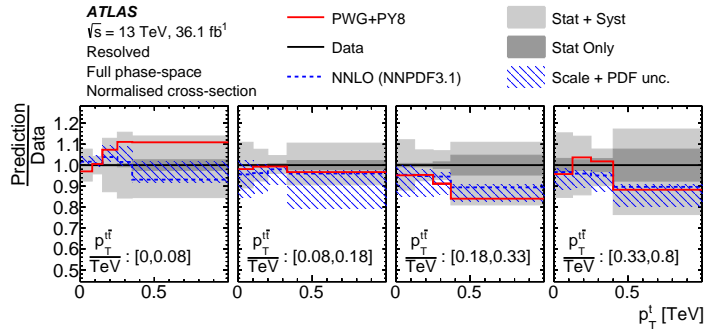 ATLAS
√s = 13 TeV, 36.1 fb¹
Resolved
Full phase-space
Normalised cross-section
PWG+PY8
Data
NNLO (NNPDF3.1)
Stat + Syst
Stat Only
Scale + PDF unc.
Prediction
Data
1.2
1.1
1.0
0.9
0.8
0.7
0.6
0.5
p_T^{tt̄}/TeV : [0,0.08]
p_T^{tt̄}/TeV : [0.08,0.18]
p_T^{tt̄}/TeV : [0.18,0.33]
p_T^{tt̄}/TeV : [0.33,0.8]
0 0.5 0 0.5 0 0.5 0 0.5
p_T^t [TeV]